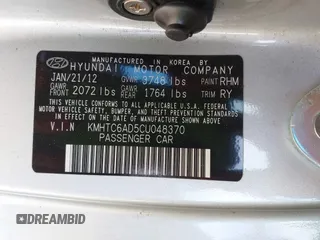 MANUFACTURED IN KOREA BY
HYUNDAI MOTOR COMPANY
JAN/21/12 GVWR 3748 lbs PAINT RHM
GAWR FRONT 2072 lbs GAWR REAR 1764 lbs TRIM RY
THIS VEHICLE CONFORMS TO ALL APPLICABLE
FEDERAL MOTOR VEHICLE SAFETY, BUMPER,
AND THEFT PREVENTION STANDARDS IN EFFECT
ON THE DATE OF MANUFACTURE SHOWN ABOVE.
V.I.N KMHTC6AD5CU048370
PASSENGER CAR
DREAMBID